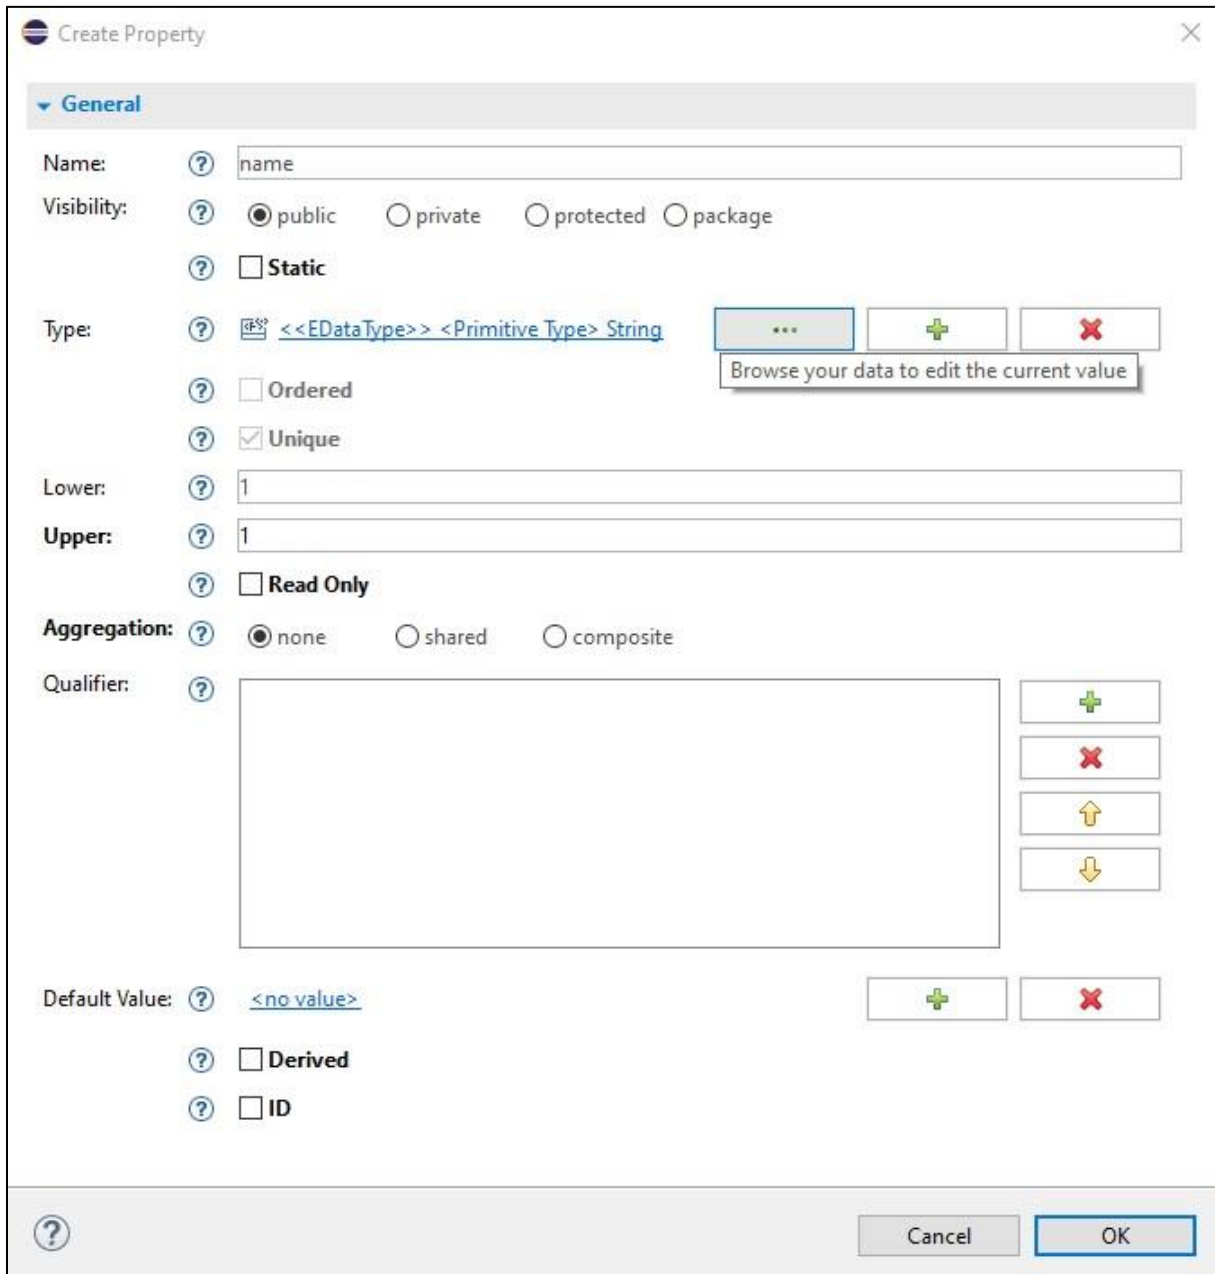 Create Property
General
Name: name
Visibility: public private protected package
Static
Type: <<EDataType>> <Primitive Type> String
Browse your data to edit the current value
Ordered
Unique
Lower: 1
Upper: 1
Read Only
Aggregation: none shared composite
Qualifier:
Default Value: <no value>
Derived
ID
Cancel OK